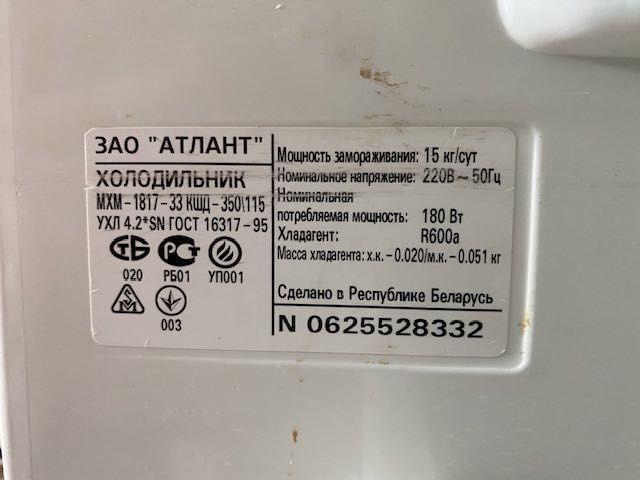 ЗАО "АТЛАНТ"
ХОЛОДИЛЬНИК
МХМ-1817-33 КШД-350\115
УХЛ 4.2*SN ГОСТ 16317-95
020 РБ01 УП001
003
Мощность замораживания: 15 кг/сут
Номинальное напряжение: 220В ~ 50Гц
Номинальная
потребляемая мощность: 180 Вт
Хладагент: R600a
Масса хладагента: х.к. - 0.020/м.к. - 0.051 кг
Сделано в Республике Беларусь
N 0625528332